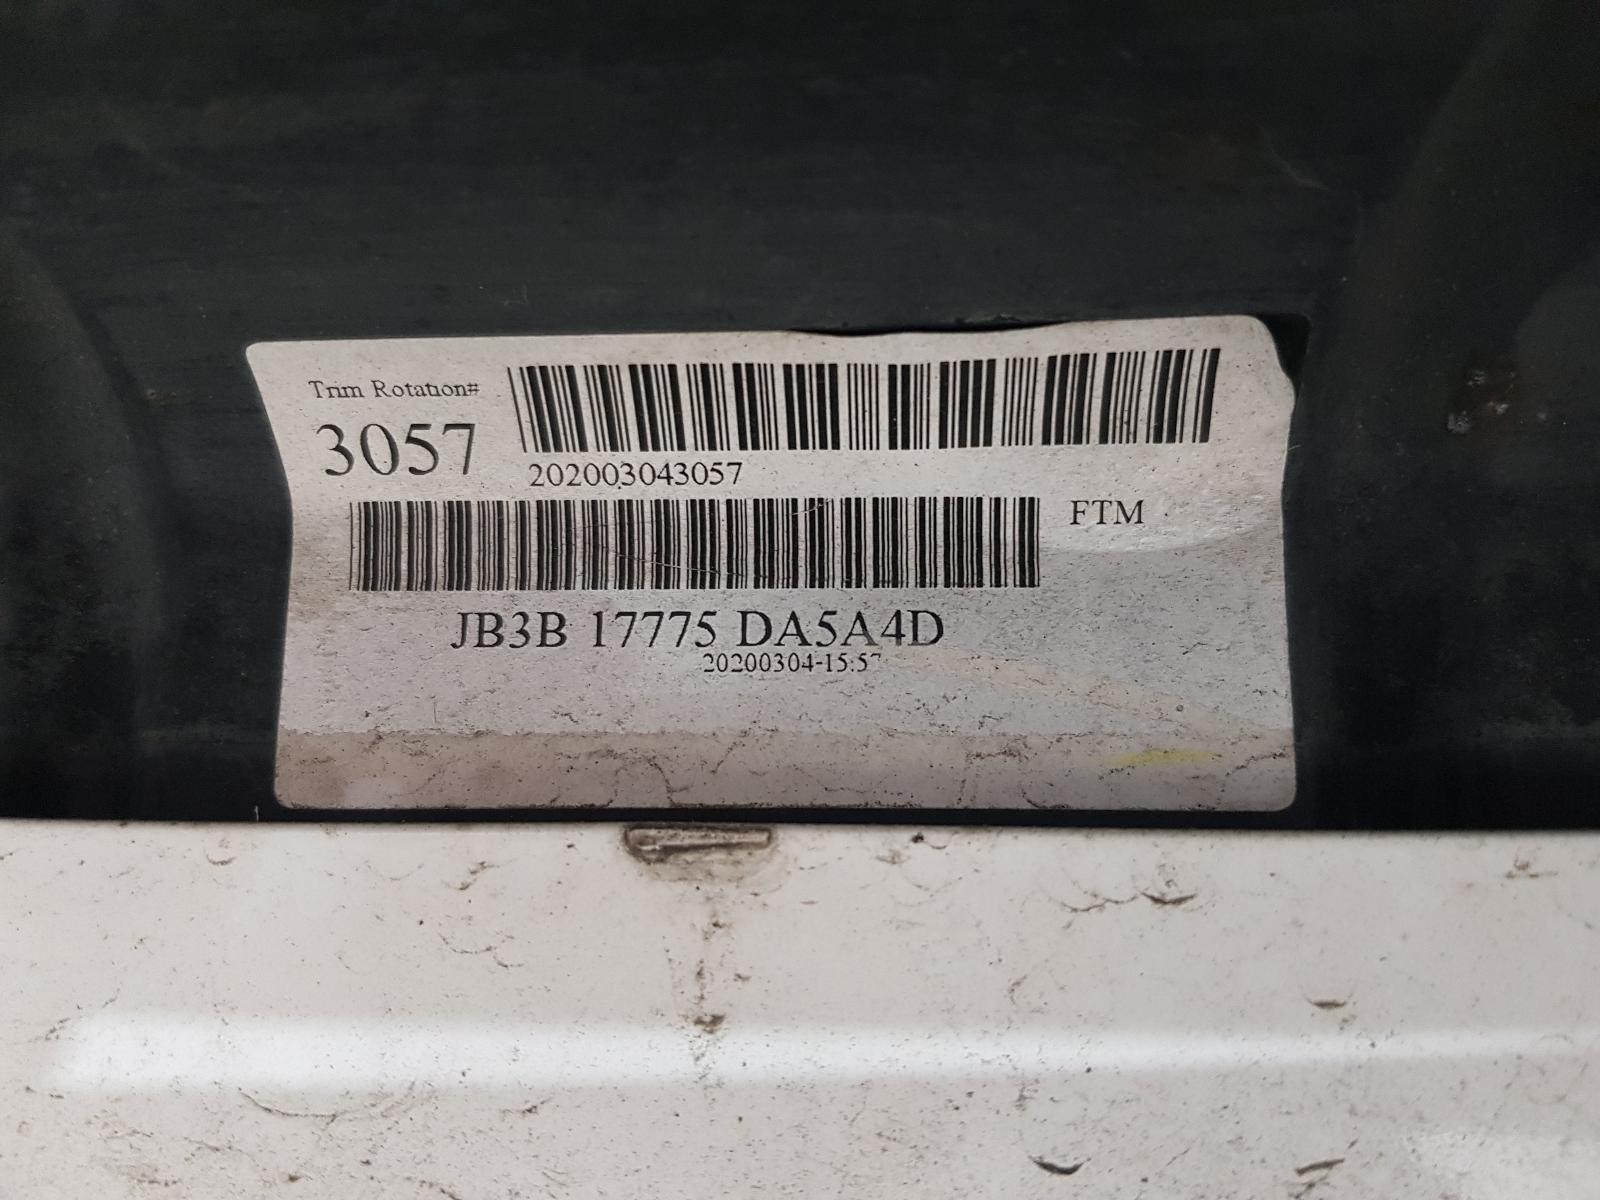 Trim Rotation#
3057
202003043057
FTM
JB3B 17775 DA5A4D
20200304-15:57